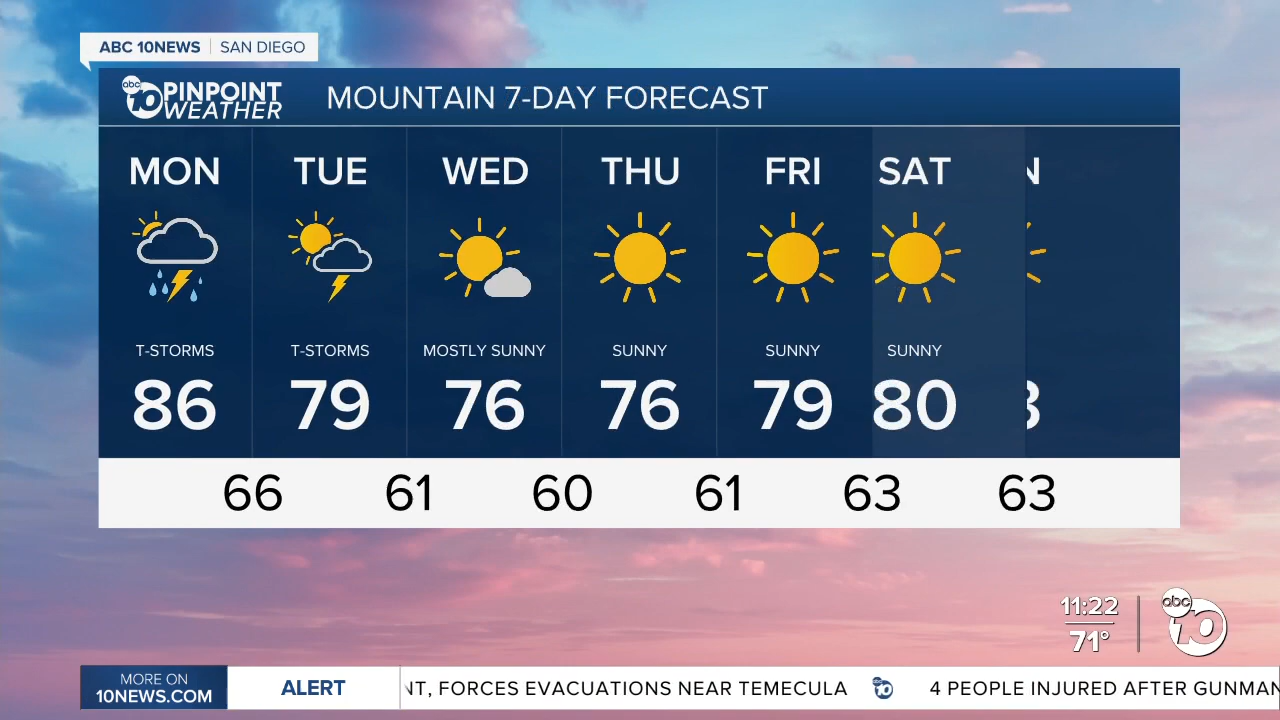 ABC 10NEWS SAN DIEGO
abc 10 PINPOINT WEATHER
MOUNTAIN 7-DAY FORECAST
MON TUE WED THU FRI SAT N
T-STORMS T-STORMS MOSTLY SUNNY SUNNY SUNNY SUNNY
86 79 76 76 79 80
66 61 60 61 63 63
11:22
71°
abc 10
MORE ON
10NEWS.COM
ALERT
NT, FORCES EVACUATIONS NEAR TEMECULA abc 10 4 PEOPLE INJURED AFTER GUNMAN